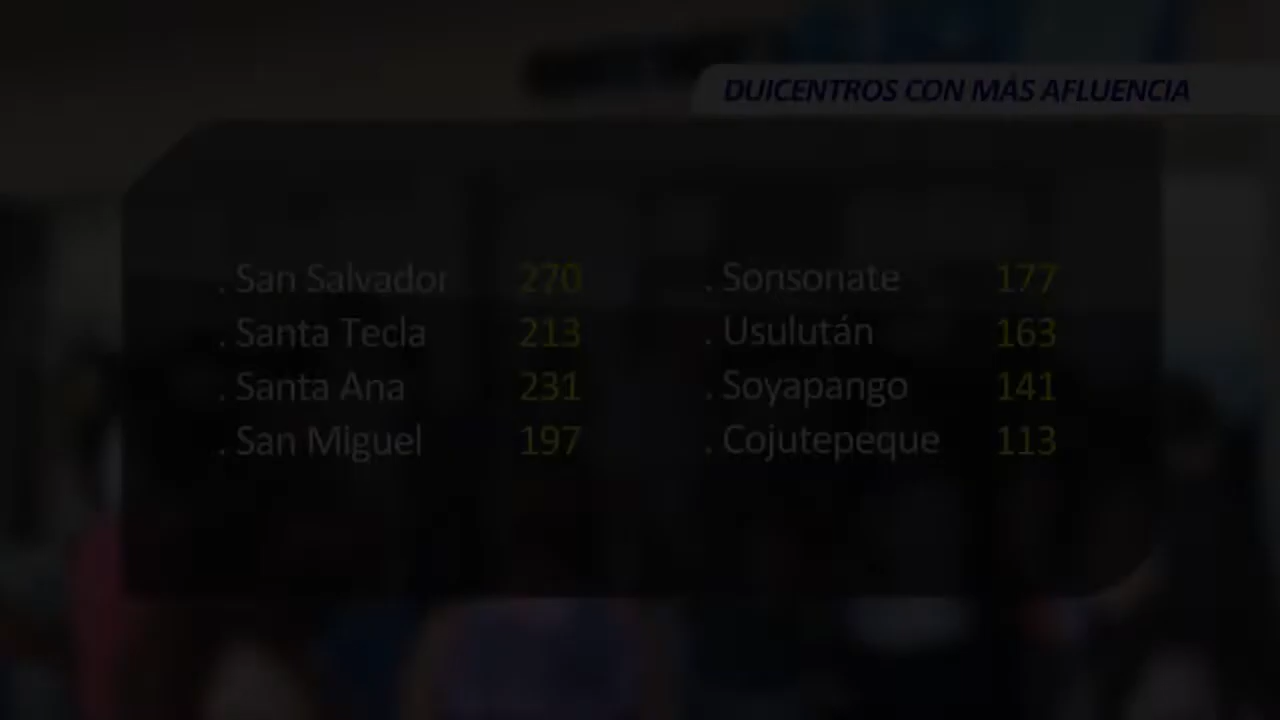 DUICENTROS CON MÁS AFLUENCIA
. San Salvador 270
. Santa Tecla 213
. Santa Ana 231
. San Miguel 197
. Sonsonate 177
. Usulután 163
. Soyapango 141
. Cojutepeque 113